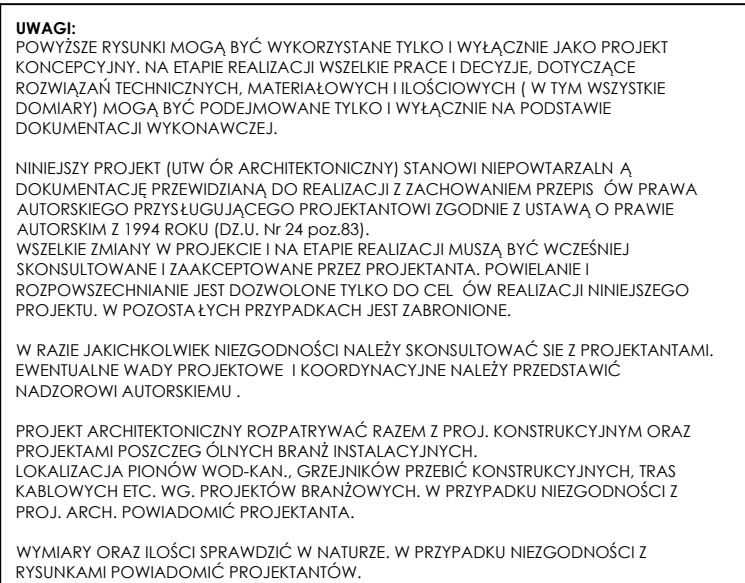 UWAGI:
POWYŻSZE RYSUNKI MOGĄ BYĆ WYKORZYSTANE TYLKO I WYŁĄCZNIE JAKO PROJEKT
KONCEPCYJNY. NA ETAPIE REALIZACJI WSZELKIE PRACE I DECYZJE, DOTYCZĄCE
ROZWIĄZAŃ TECHNICZNYCH, MATERIAŁOWYCH I ILOŚCIOWYCH ( W TYM WSZYSTKIE
DOMIARY) MOGĄ BYĆ PODEJMOWANE TYLKO I WYŁĄCZNIE NA PODSTAWIE
DOKUMENTACJI WYKONAWCZEJ.

NINIEJSZY PROJEKT (UTW ÓR ARCHITEKTONICZNY) STANOWI NIEPOWTARZALN Ą
DOKUMENTACJĘ PRZEWIDZIANĄ DO REALIZACJI Z ZACHOWANIEM PRZEPIS ÓW PRAWA
AUTORSKIEGO PRZYSŁUGUJĄCEGO PROJEKTANTOWI ZGODNIE Z USTAWĄ O PRAWIE
AUTORSKIM Z 1994 ROKU (DZ.U. Nr 24 poz.83).
WSZELKIE ZMIANY W PROJEKCIE I NA ETAPIE REALIZACJI MUSZĄ BYĆ WCZEŚNIEJ
SKONSULTOWANE I ZAAKCEPTOWANE PRZEZ PROJEKTANTA. POWIELANIE I
ROZPOWSZECHNIANIE JEST DOZWOLONE TYLKO DO CEL ÓW REALIZACJI NINIEJSZEGO
PROJEKTU. W POZOSTAŁYCH PRZYPADKACH JEST ZABRONIONE.

W RAZIE JAKICHKOLWIEK NIEZGODNOŚCI NALEŻY SKONSULTOWAĆ SIE Z PROJEKTANTAMI.
EWENTUALNE WADY PROJEKTOWE I KOORDYNACYJNE NALEŻY PRZEDSTAWIĆ
NADZOROWI AUTORSKIEMU .

PROJEKT ARCHITEKTONICZNY ROZPATRYWAĆ RAZEM Z PROJ. KONSTRUKCYJNYM ORAZ
PROJEKTAMI POSZCZEG ÓLNYCH BRANŻ INSTALACYJNYCH.
LOKALIZACJA PIONÓW WOD-KAN., GRZEJNIKÓW PRZEBIĆ KONSTRUKCYJNYCH, TRAS
KABLOWYCH ETC. WG. PROJEKTÓW BRANŻOWYCH. W PRZYPADKU NIEZGODNOŚCI Z
PROJ. ARCH. POWIADOMIĆ PROJEKTANTA.

WYMIARY ORAZ ILOŚCI SPRAWDZIĆ W NATURZE. W PRZYPADKU NIEZGODNOŚCI Z
RYSUNKAMI POWIADOMIĆ PROJEKTANTÓW.